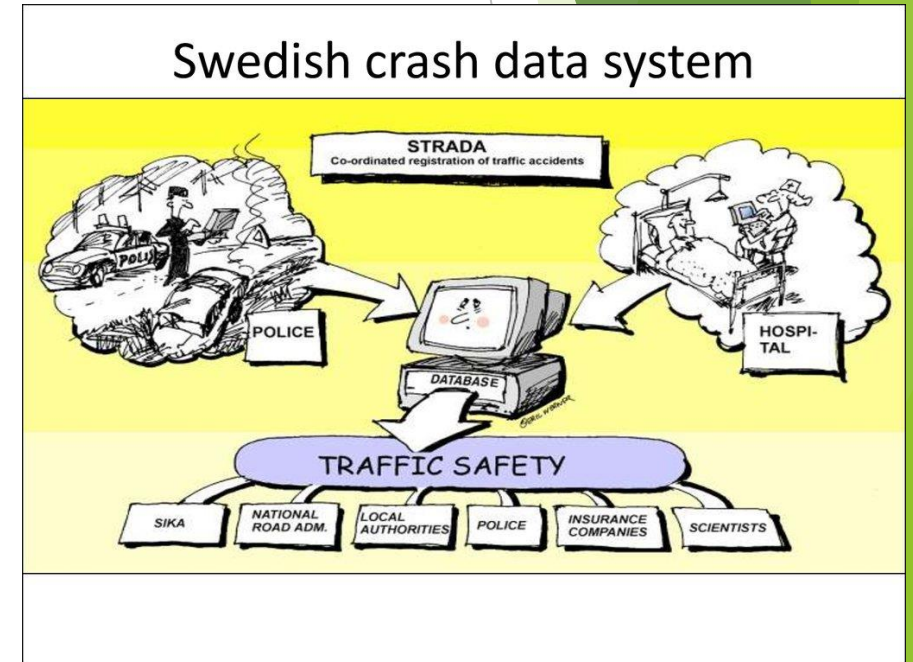 Swedish crash data system
STRADA
Co-ordinated registration of traffic accidents
POLIS
POLICE
HOSPI-
TAL
DATABASE
TRAFFIC SAFETY
SIKA
NATIONAL
ROAD ADM.
LOCAL
AUTHORITIES
POLICE
INSURANCE
COMPANIES
SCIENTISTS